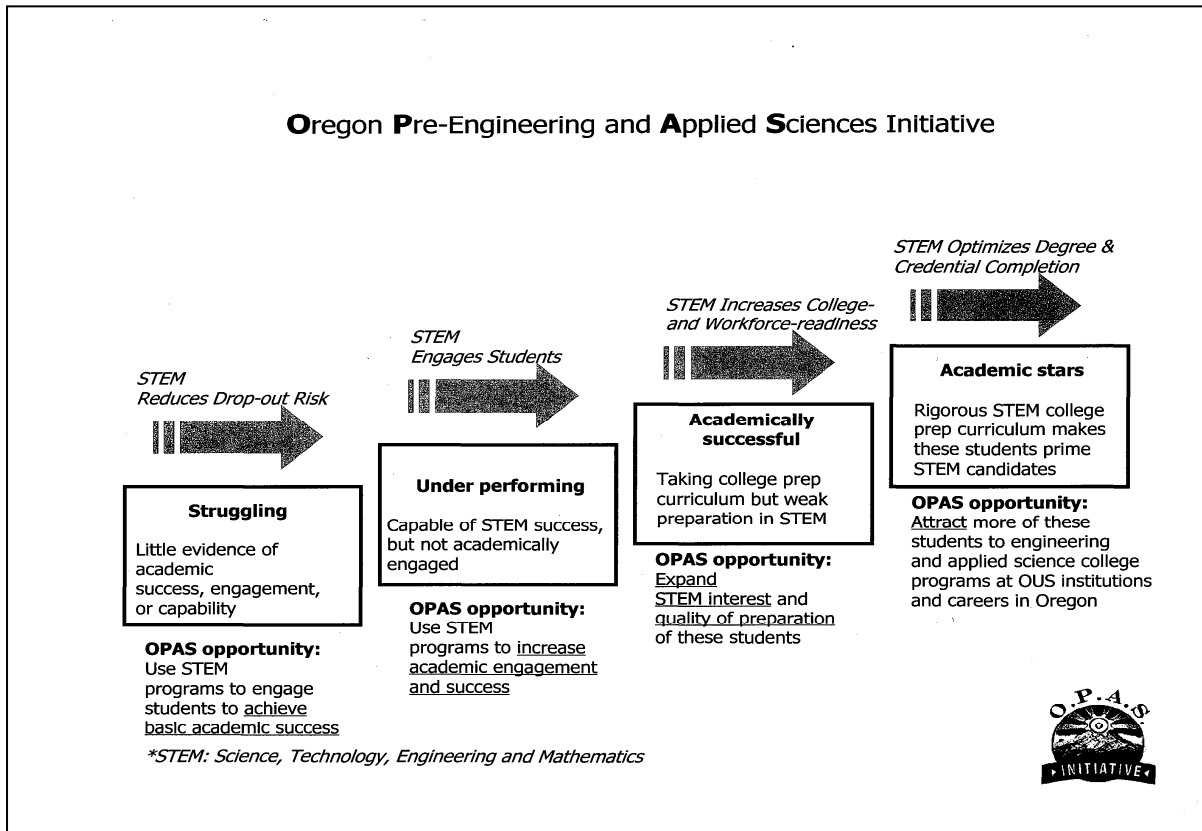 Oregon Pre-Engineering and Applied Sciences Initiative
STEM
Reduces Drop-out Risk
Struggling
Little evidence of
academic
success, engagement,
or capability
OPAS opportunity:
Use STEM
programs to engage
students to achieve
basic academic success
STEM
Engages Students
Under performing
Capable of STEM success,
but not academically
engaged
OPAS opportunity:
Use STEM
programs to increase
academic engagement
and success
STEM Increases College-
and Workforce-readiness
Academically
successful
Taking college prep
curriculum but weak
preparation in STEM
OPAS opportunity:
Expand
STEM interest and
quality of preparation
of these students
STEM Optimizes Degree &
Credential Completion
Academic stars
Rigorous STEM college
prep curriculum makes
these students prime
STEM candidates
OPAS opportunity:
Attract more of these
students to engineering
and applied science college
programs at OUS institutions
and careers in Oregon
*STEM: Science, Technology, Engineering and Mathematics
O.P.A.S.
INITIATIVE